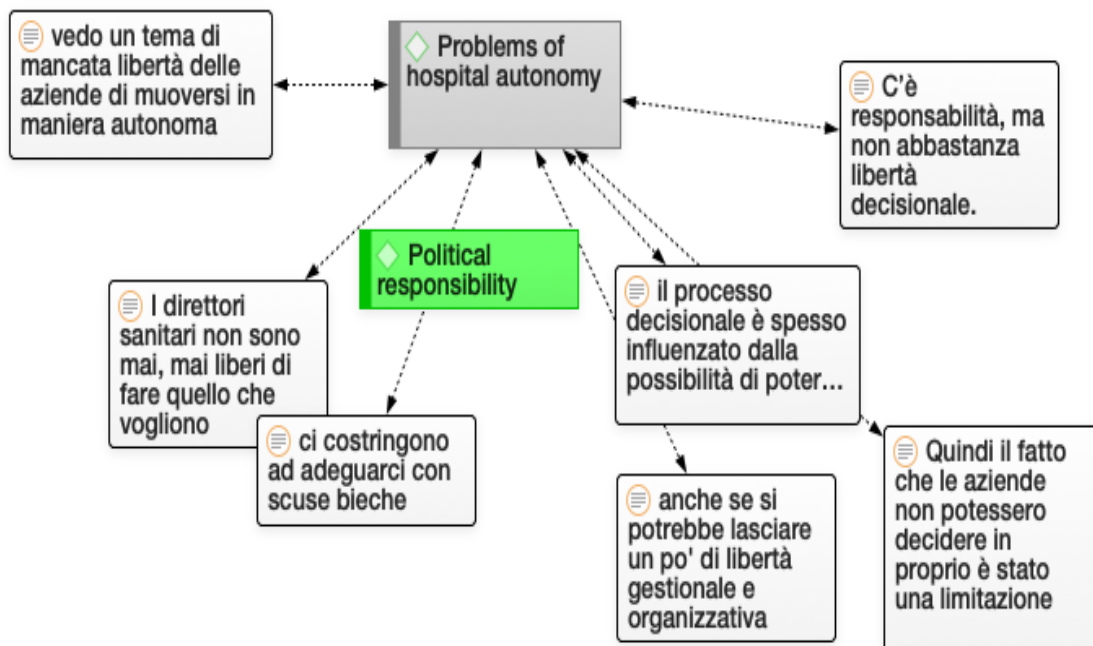 vedo un tema di
mancata libertà delle
aziende di muoversi in
maniera autonoma
Problems of
hospital autonomy
C'è
responsabilità, ma
non abbastanza
libertà
decisionale.
Political
responsibility
I direttori
sanitari non sono
mai, mai liberi di
fare quello che
vogliono
il processo
decisionale è spesso
influenzato dalla
possibilità di poter...
ci costringono
ad adeguarci con
scuse bieche
anche se si
potrebbe lasciare
un po' di libertà
gestionale e
organizzativa
Quindi il fatto
che le aziende
non potessero
decidere in
proprio è stato
una limitazione